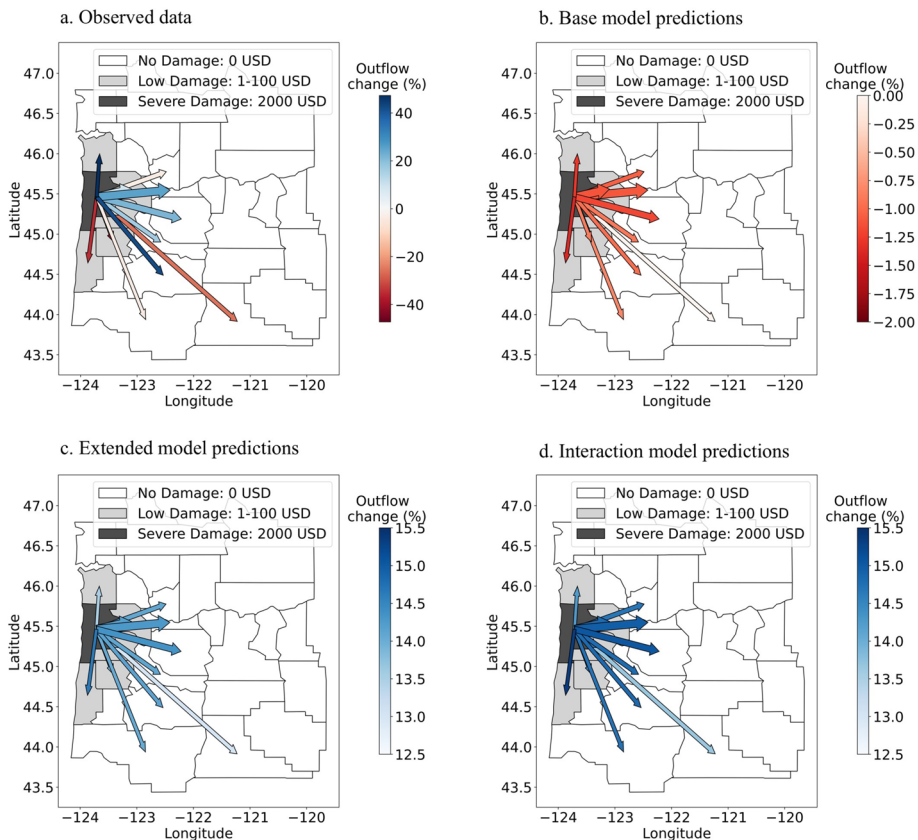 a. Observed data
No Damage: 0 USD
Low Damage: 1-100 USD
Severe Damage: 2000 USD
Outflow
change (%)
40
20
0
−20
−40
47.0
46.5
46.0
45.5
45.0
44.5
44.0
43.5
Latitude
−124
−123
−122
−121
−120
Longitude
b. Base model predictions
No Damage: 0 USD
Low Damage: 1-100 USD
Severe Damage: 2000 USD
Outflow
change (%)
0.00
−0.25
−0.50
−0.75
−1.00
−1.25
−1.50
−1.75
−2.00
47.0
46.5
46.0
45.5
45.0
44.5
44.0
43.5
Latitude
−124
−123
−122
−121
−120
Longitude
c. Extended model predictions
No Damage: 0 USD
Low Damage: 1-100 USD
Severe Damage: 2000 USD
Outflow
change (%)
15.5
15.0
14.5
14.0
13.5
13.0
12.5
47.0
46.5
46.0
45.5
45.0
44.5
44.0
43.5
Latitude
−124
−123
−122
−121
−120
Longitude
d. Interaction model predictions
No Damage: 0 USD
Low Damage: 1-100 USD
Severe Damage: 2000 USD
Outflow
change (%)
15.5
15.0
14.5
14.0
13.5
13.0
12.5
47.0
46.5
46.0
45.5
45.0
44.5
44.0
43.5
Latitude
−124
−123
−122
−121
−120
Longitude